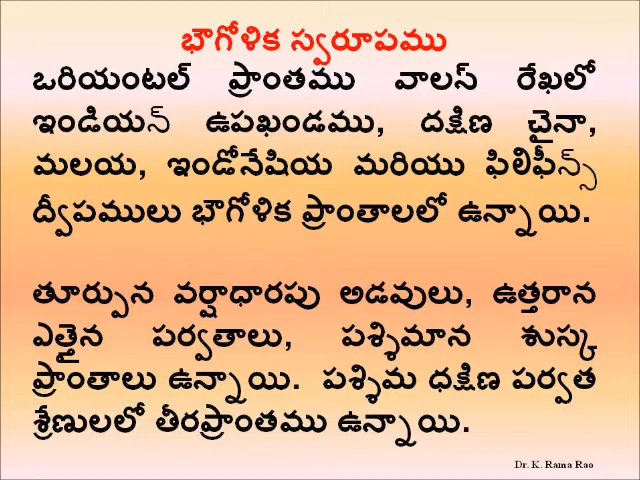 భౌగోళిక స్వరూపము
ఒరియంటల్ ప్రాంతము వాలస్ రేఖలో
ఇండియన్ ఉపఖండము, దక్షిణ చైనా,
మలయ, ఇండోనేషియ మరియు ఫిలిఫీన్స్
ద్వీపములు భౌగోళిక ప్రాంతాలలో ఉన్నాయి.
తూర్పున వర్షాధారపు అడవులు, ఉత్తరాన
ఎత్తైన పర్వతాలు, పశ్చిమాన శుస్క
ప్రాంతాలు ఉన్నాయి. పశ్చిమ ధక్షిణ పర్వత
శ్రేణులలో తీరప్రాంతము ఉన్నాయి.
Dr. K. Rama Rao